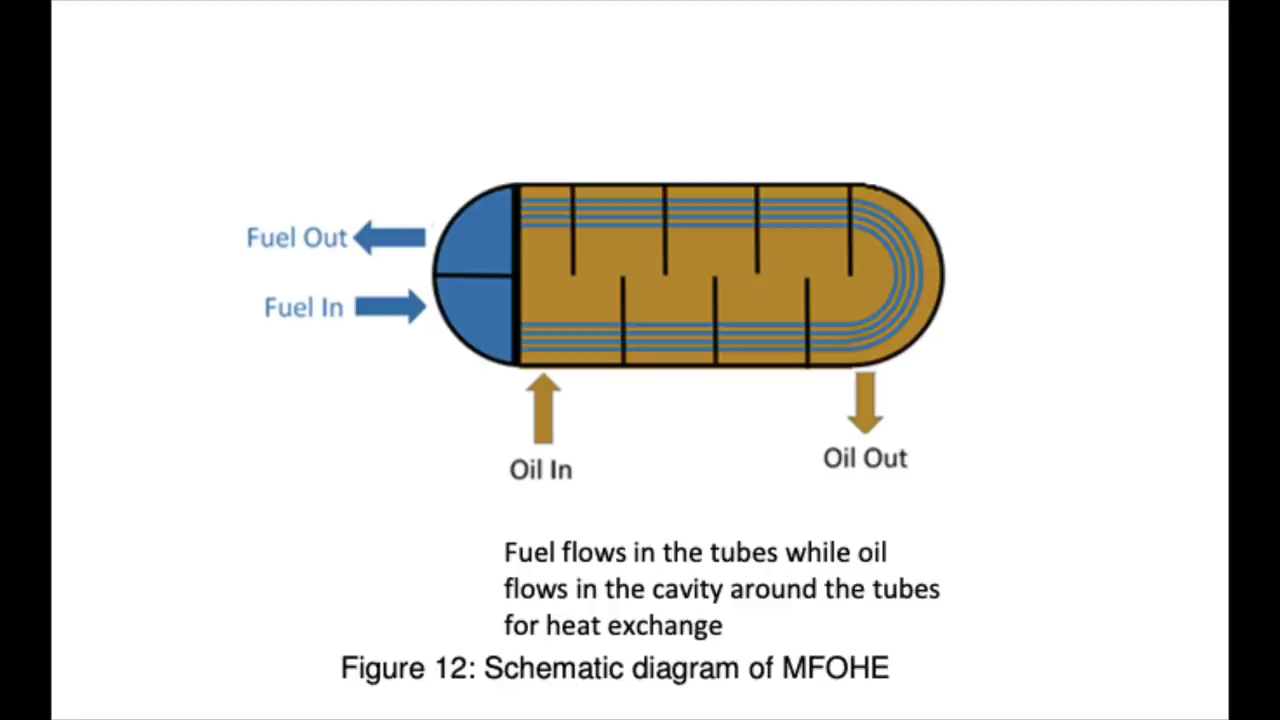 Fuel Out
Fuel In
Oil In
Oil Out
Fuel flows in the tubes while oil
flows in the cavity around the tubes
for heat exchange
Figure 12: Schematic diagram of MFOHE